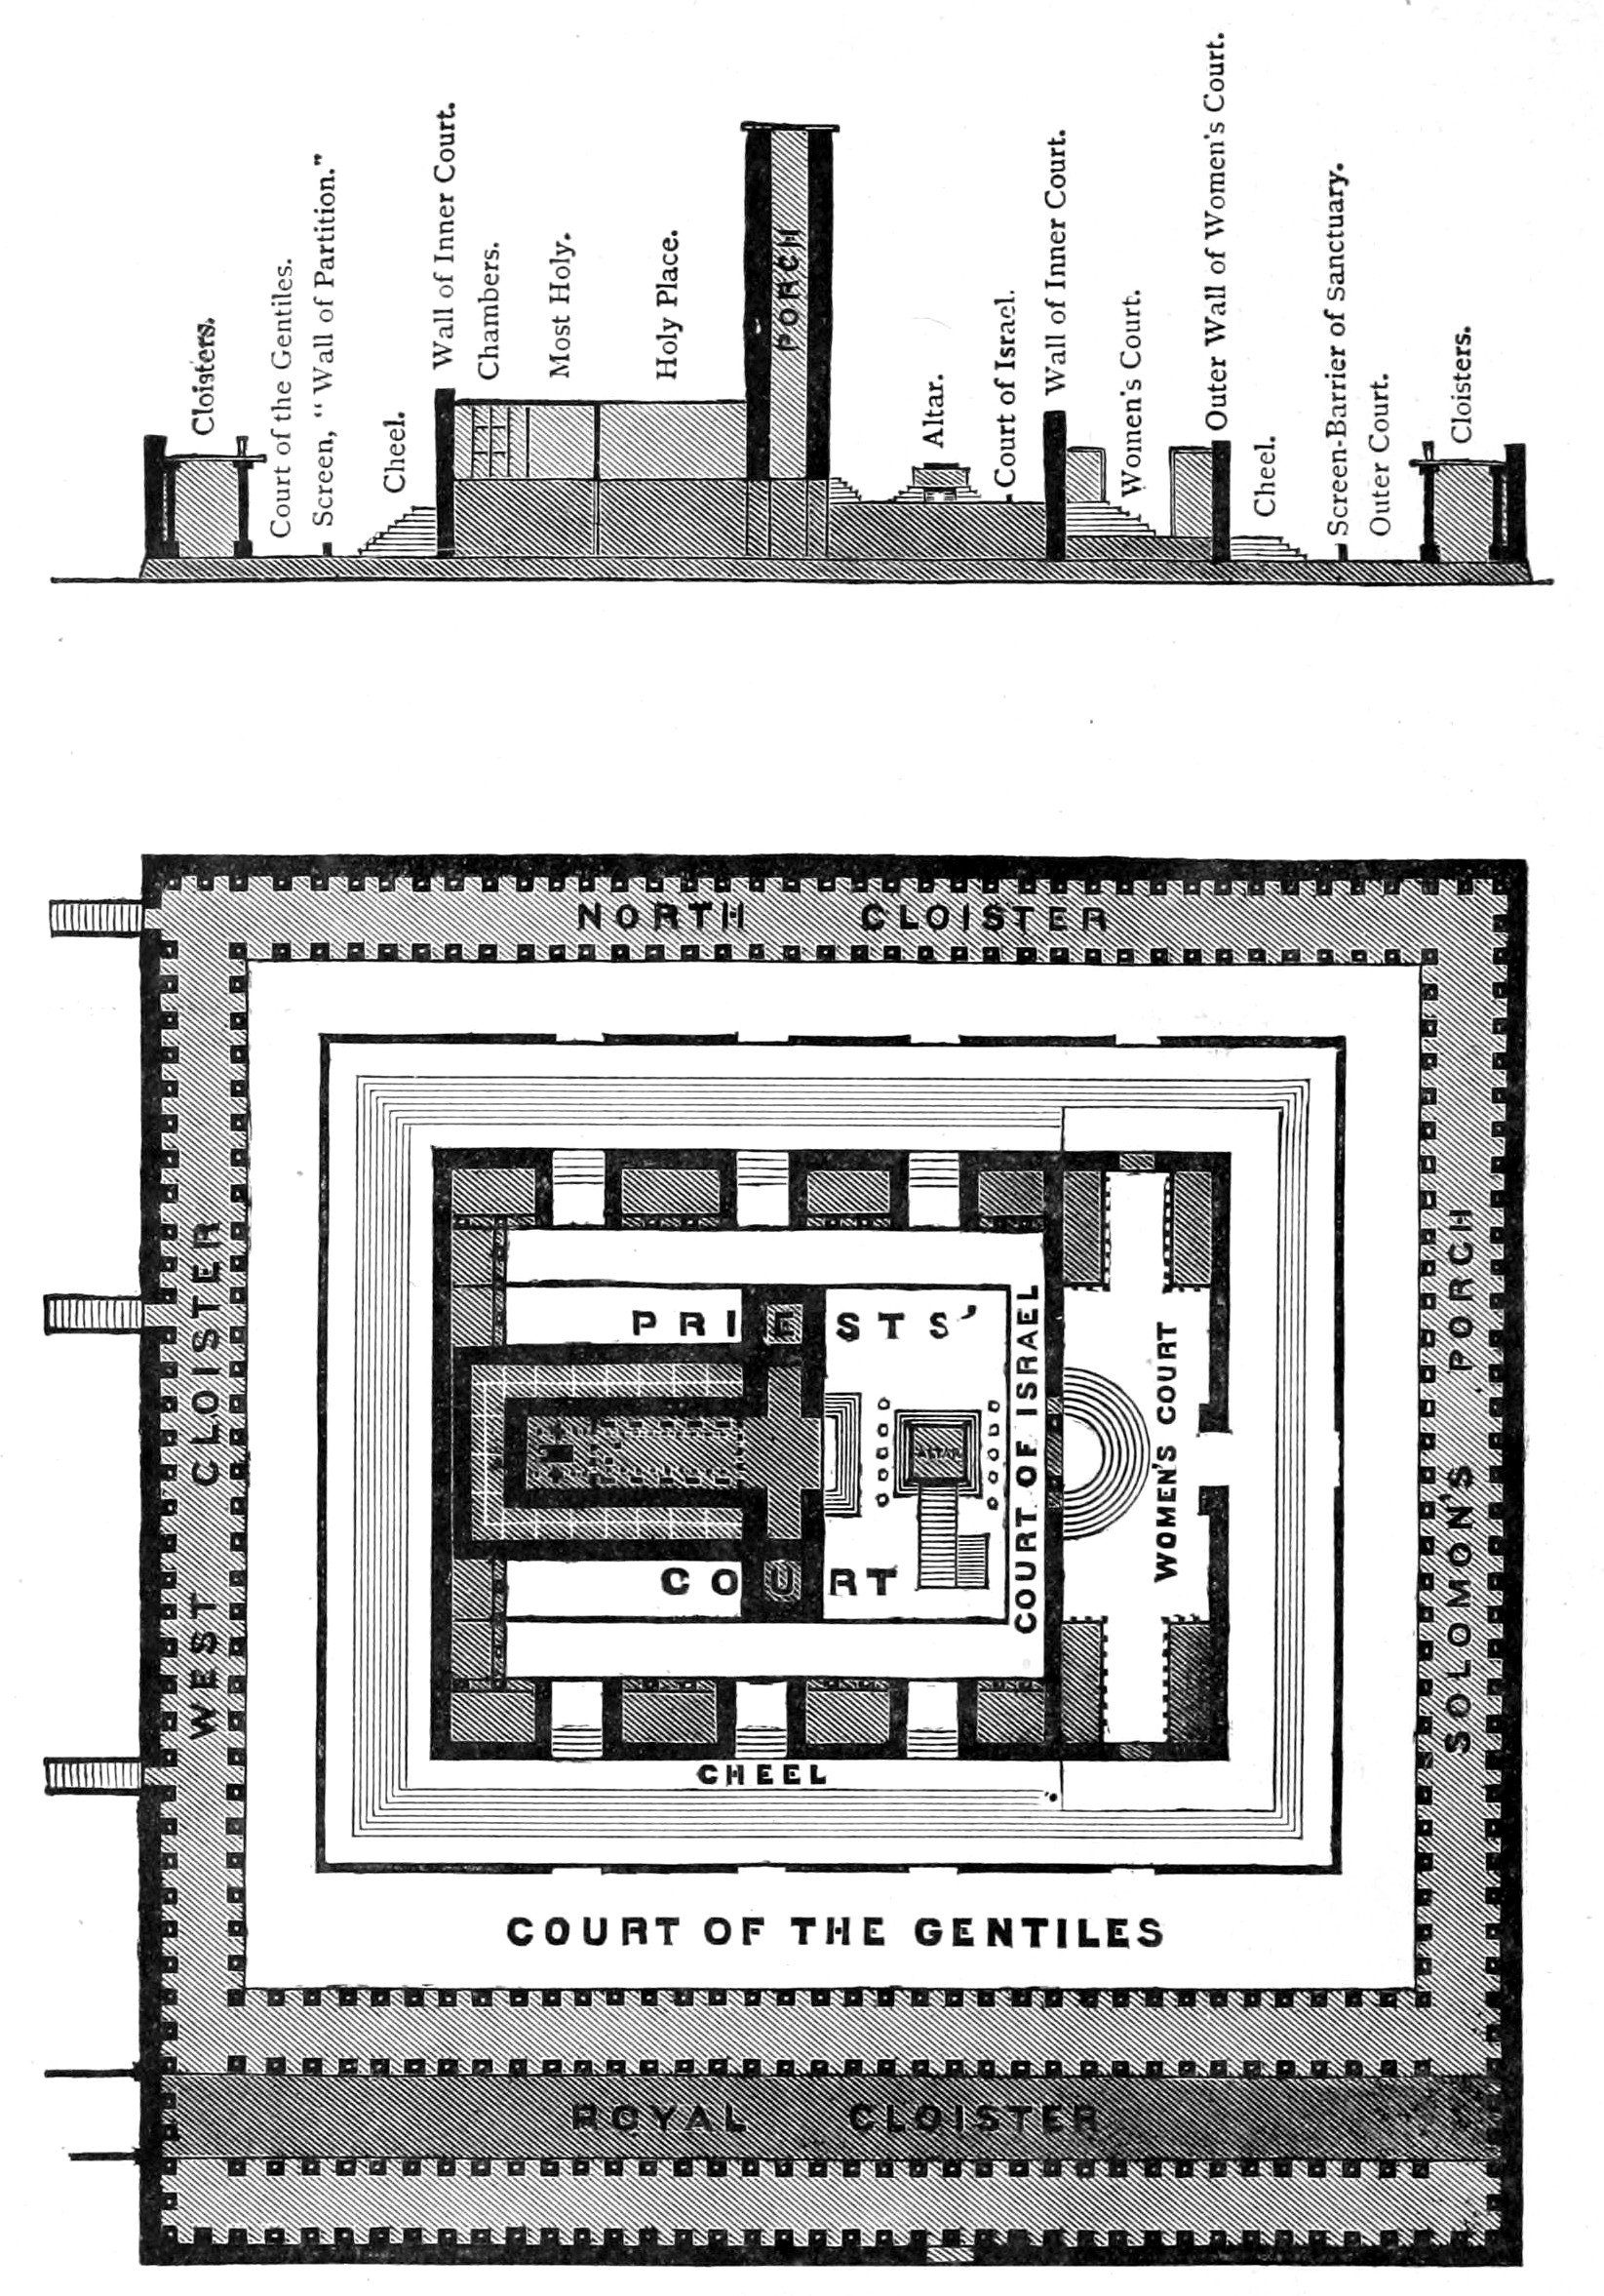 Cloisters.
Court of the Gentiles.
Screen, “Wall of Partition.”
Cheel.
Wall of Inner Court.
Chambers.
Most Holy.
Holy Place.
PORCH
Altar.
Court of Israel.
Wall of Inner Court.
Women's Court.
Outer Wall of Women's Court.
Cheel.
Screen-Barrier of Sanctuary.
Outer Court.
Cloisters.
NORTH CLOISTER
WEST CLOISTER
PRIESTS’
COURT
ALTAR
COURT OF ISRAEL
WOMEN'S COURT
SOLOMON'S PORCH
CHEEL
COURT OF THE GENTILES
ROYAL CLOISTER